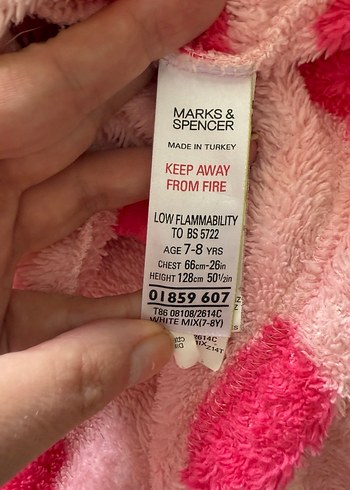 MARKS &
SPENCER
MADE IN TURKEY
KEEP AWAY
FROM FIRE
LOW FLAMMABILITY
TO BS 5722
AGE 7-8 YRS
CHEST 66cm-26in
HEIGHT 128cm 50½in
01859 607
T86 08108/2614C
WHITE MIX(7-8Y)